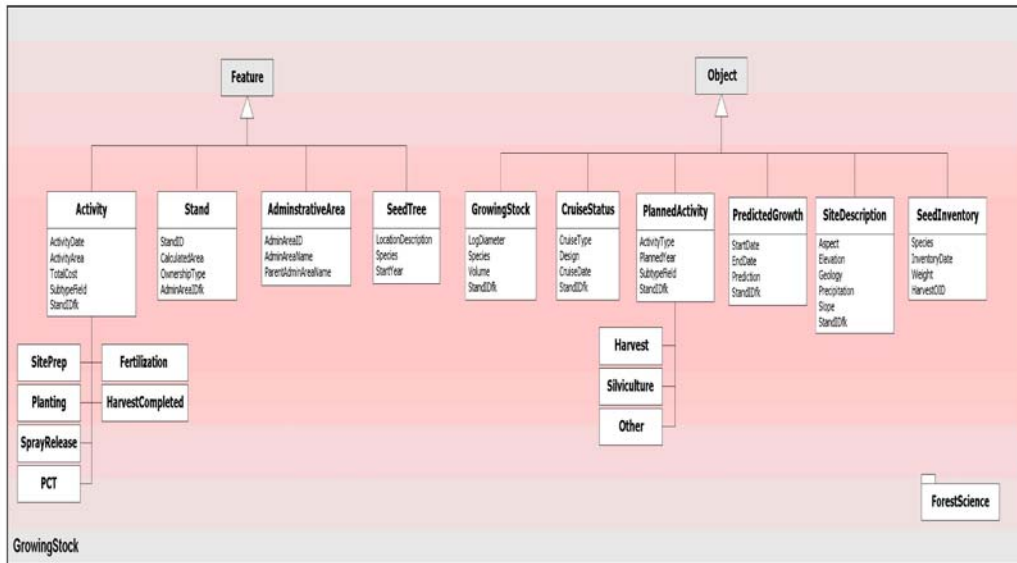 Feature
Object
Activity
ActivityDate
ActivityArea
TotalCost
SubtypeField
StandIDfk
Stand
StandID
CalculatedArea
OwnershipType
AdminAreaIDfk
AdminstrativeArea
AdminAreaID
AdminAreaName
ParentAdminAreaName
SeedTree
LocationDescription
Species
StartYear
GrowingStock
LogDiameter
Species
Volume
StandIDfk
CruiseStatus
CruiseType
Design
CruiseDate
StandIDfk
PlannedActivity
ActivityType
PlannedYear
SubtypeField
StandIDfk
PredictedGrowth
StartDate
EndDate
Prediction
StandIDfk
SiteDescription
Aspect
Elevation
Geology
Precipitation
Slope
StandIDfk
SeedInventory
Species
InventoryDate
Weight
HarvestOID
SitePrep
Fertilization
Planting
HarvestCompleted
SprayRelease
PCT
Harvest
Silviculture
Other
ForestScience
GrowingStock